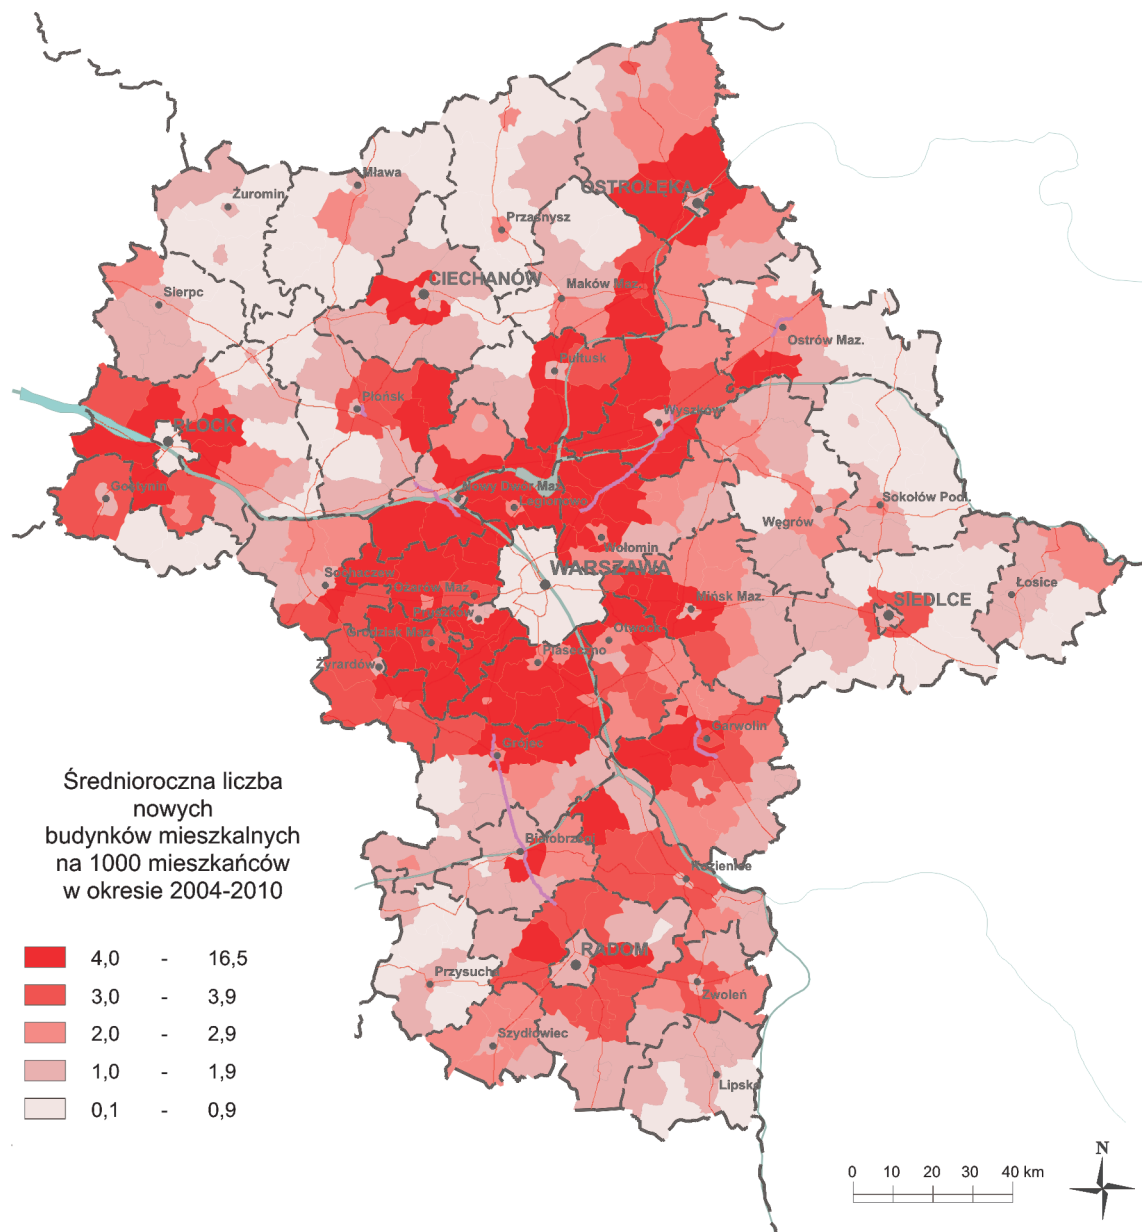 OSTROŁĘKA
Mława
Żuromin
Przasnysz
CIECHANÓW
Maków Maz.
Sierpc
Ostrów Maz.
Pułtusk
Płońsk
Wyszków
PŁOCK
Gostynin
Nowy Dwór Maz.
Legionowo
Sokołów Podl.
Węgrów
Wołomin
WARSZAWA
Sochaczew
Ożarów Maz.
Mińsk Maz.
Łosice
SIEDLCE
Pruszków
Otwock
Grodzisk Maz.
Piaseczno
Żyrardów
Garwolin
Grójec
Białobrzegi
Kozienice
RADOM
Przysucha
Zwoleń
Szydłowiec
Lipsko
Średnioroczna liczba
nowych
budynków mieszkalnych
na 1000 mieszkańców
w okresie 2004-2010
4,0 - 16,5
3,0 - 3,9
2,0 - 2,9
1,0 - 1,9
0,1 - 0,9
N
0 10 20 30 40 km